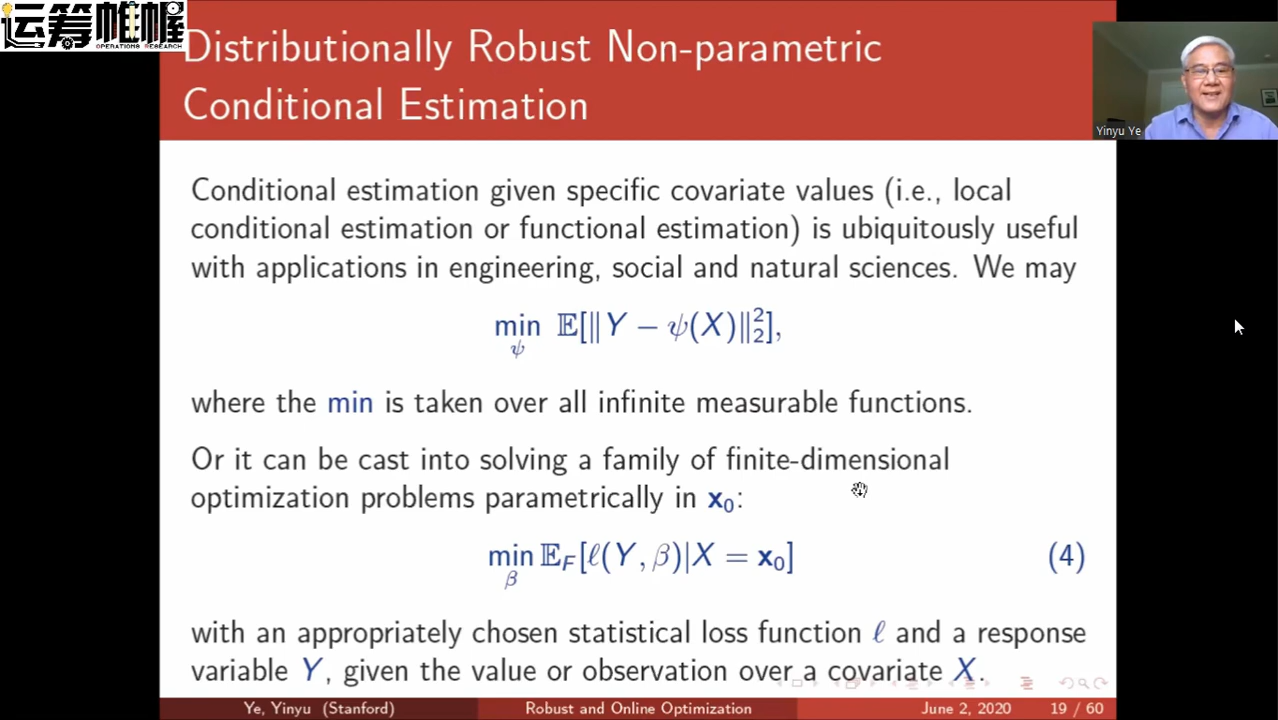 运筹帷幄
OPERATIONS RESEARCH
Distributionally Robust Non-parametric
Conditional Estimation
Yinyu Ye
Conditional estimation given specific covariate values (i.e., local
conditional estimation or functional estimation) is ubiquitously useful
with applications in engineering, social and natural sciences. We may
min_ψ 𝔼[‖Y − ψ(X)‖₂²],
where the min is taken over all infinite measurable functions.
Or it can be cast into solving a family of finite-dimensional
optimization problems parametrically in x₀:
min_β 𝔼_F[ℓ(Y, β)|X = x₀] (4)
with an appropriately chosen statistical loss function ℓ and a response
variable Y, given the value or observation over a covariate X.
Ye, Yinyu (Stanford) Robust and Online Optimization June 2, 2020 19 / 60